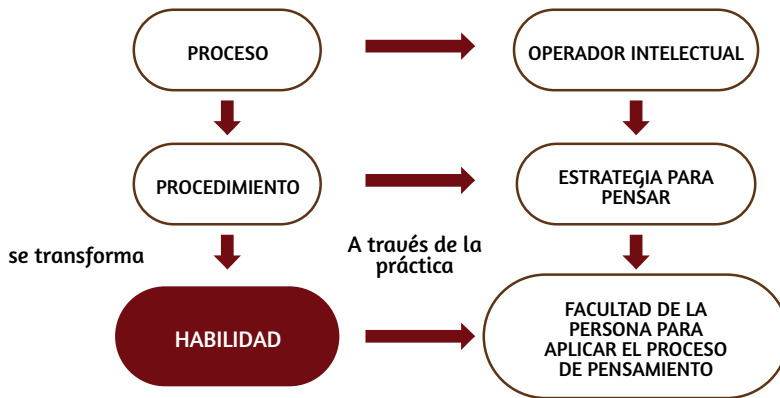 PROCESO
OPERADOR INTELECTUAL
PROCEDIMIENTO
ESTRATEGIA PARA
PENSAR
se transforma
A través de la
práctica
HABILIDAD
FACULTAD DE LA
PERSONA PARA
APLICAR EL PROCESO
DE PENSAMIENTO